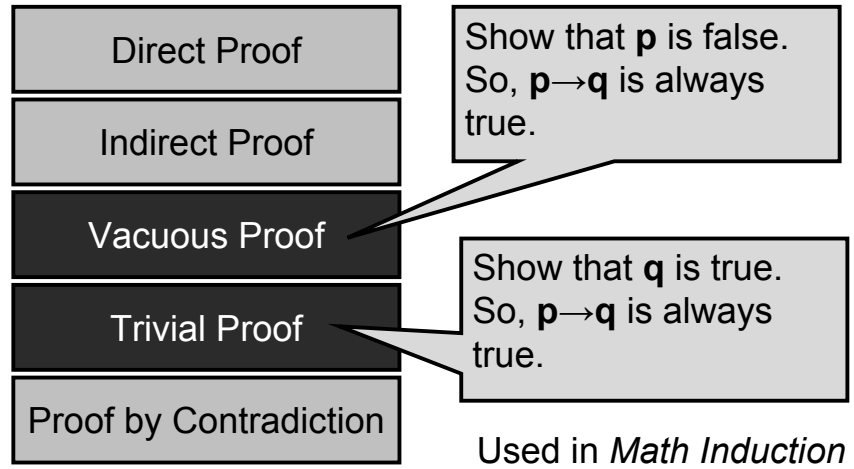 Direct Proof
Indirect Proof
Vacuous Proof
Trivial Proof
Proof by Contradiction
Show that p is false.
So, p→q is always
true.
Show that q is true.
So, p→q is always
true.
Used in Math Induction